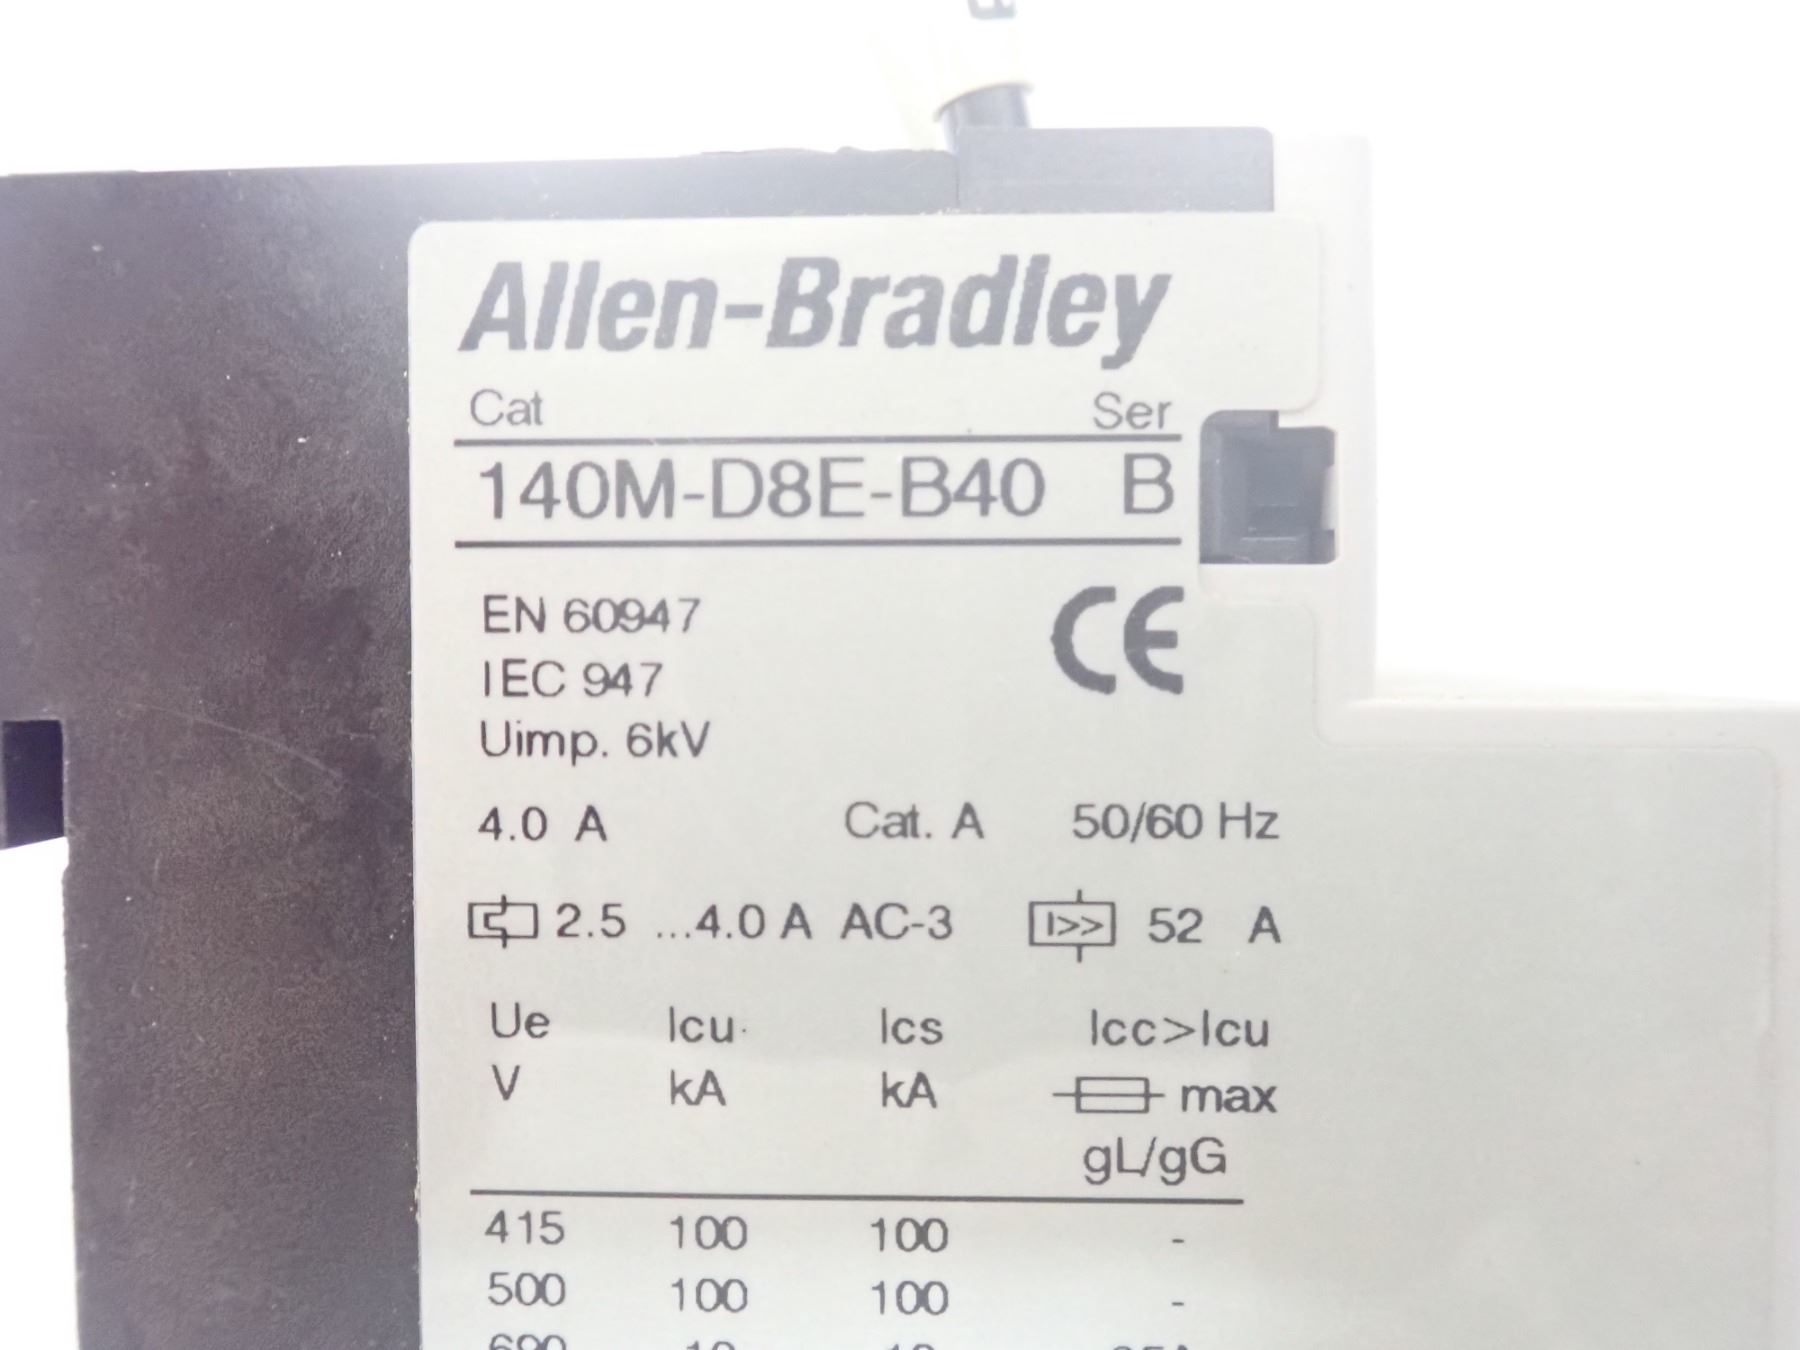 Allen-Bradley
Cat Ser
140M-D8E-B40 B
EN 60947
IEC 947
CE
Uimp. 6kV
4.0 A Cat. A 50/60 Hz
2.5 ...4.0 A AC-3 I>> 52 A
Ue Icu Ics Icc>Icu
V kA kA max
gL/gG
415 100 100 -
500 100 100 -
690